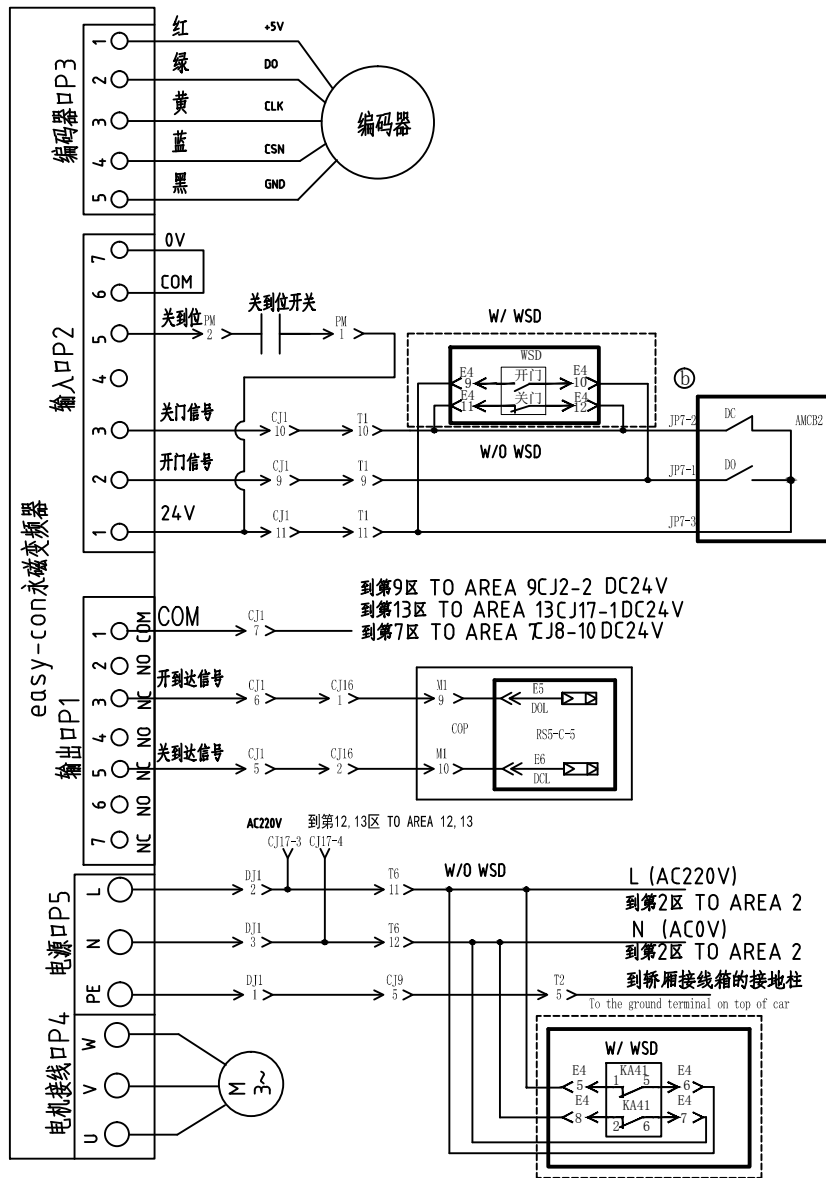 easy-con永磁变频器
编码器口P3
1 红 +5V
2 绿 DO
3 黄 CLK
4 蓝 CSN
5 黑 GND
编码器
输入口P2
7 0V
6 COM
5 关到位 PM 2 关到位开关 PM 1
4
3 关门信号 CJ1 10 T1 10
2 开门信号 CJ1 9 T1 9
1 24V CJ1 11 T1 11
W/ WSD
WSD
E4 9 开门 E4 10
E4 11 关门 E4 12
W/O WSD
b
JP7-2 DC AMCB2
JP7-1 DO
JP7-3
输出口P1
1 COM COM CJ1 7
到第9区 TO AREA 9CJ2-2 DC24V
到第13区 TO AREA 13CJ17-1DC24V
到第7区 TO AREA 7CJ8-10 DC24V
2 NO
3 NC 开到达信号 CJ1 6 CJ16 1 M1 9 E5 DOL
4 NO
COP RS5-C-5
5 NC 关到达信号 CJ1 5 CJ16 2 M1 10 E6 DCL
6 NO
7 NC
AC220V 到第12,13区 TO AREA 12,13
CJ17-3 CJ17-4
电源口P5
L DJ1 2 T6 11 W/O WSD L (AC220V)
到第2区 TO AREA 2
N DJ1 3 T6 12 N (AC0V)
到第2区 TO AREA 2
PE DJ1 1 CJ9 5 T2 5 到轿厢接线箱的接地柱
To the ground terminal on top of car
电机接线口P4
W
V
U
M 3~
W/ WSD
E4 5 KA41 1 5 E4 6
E4 8 KA41 2 6 E4 7